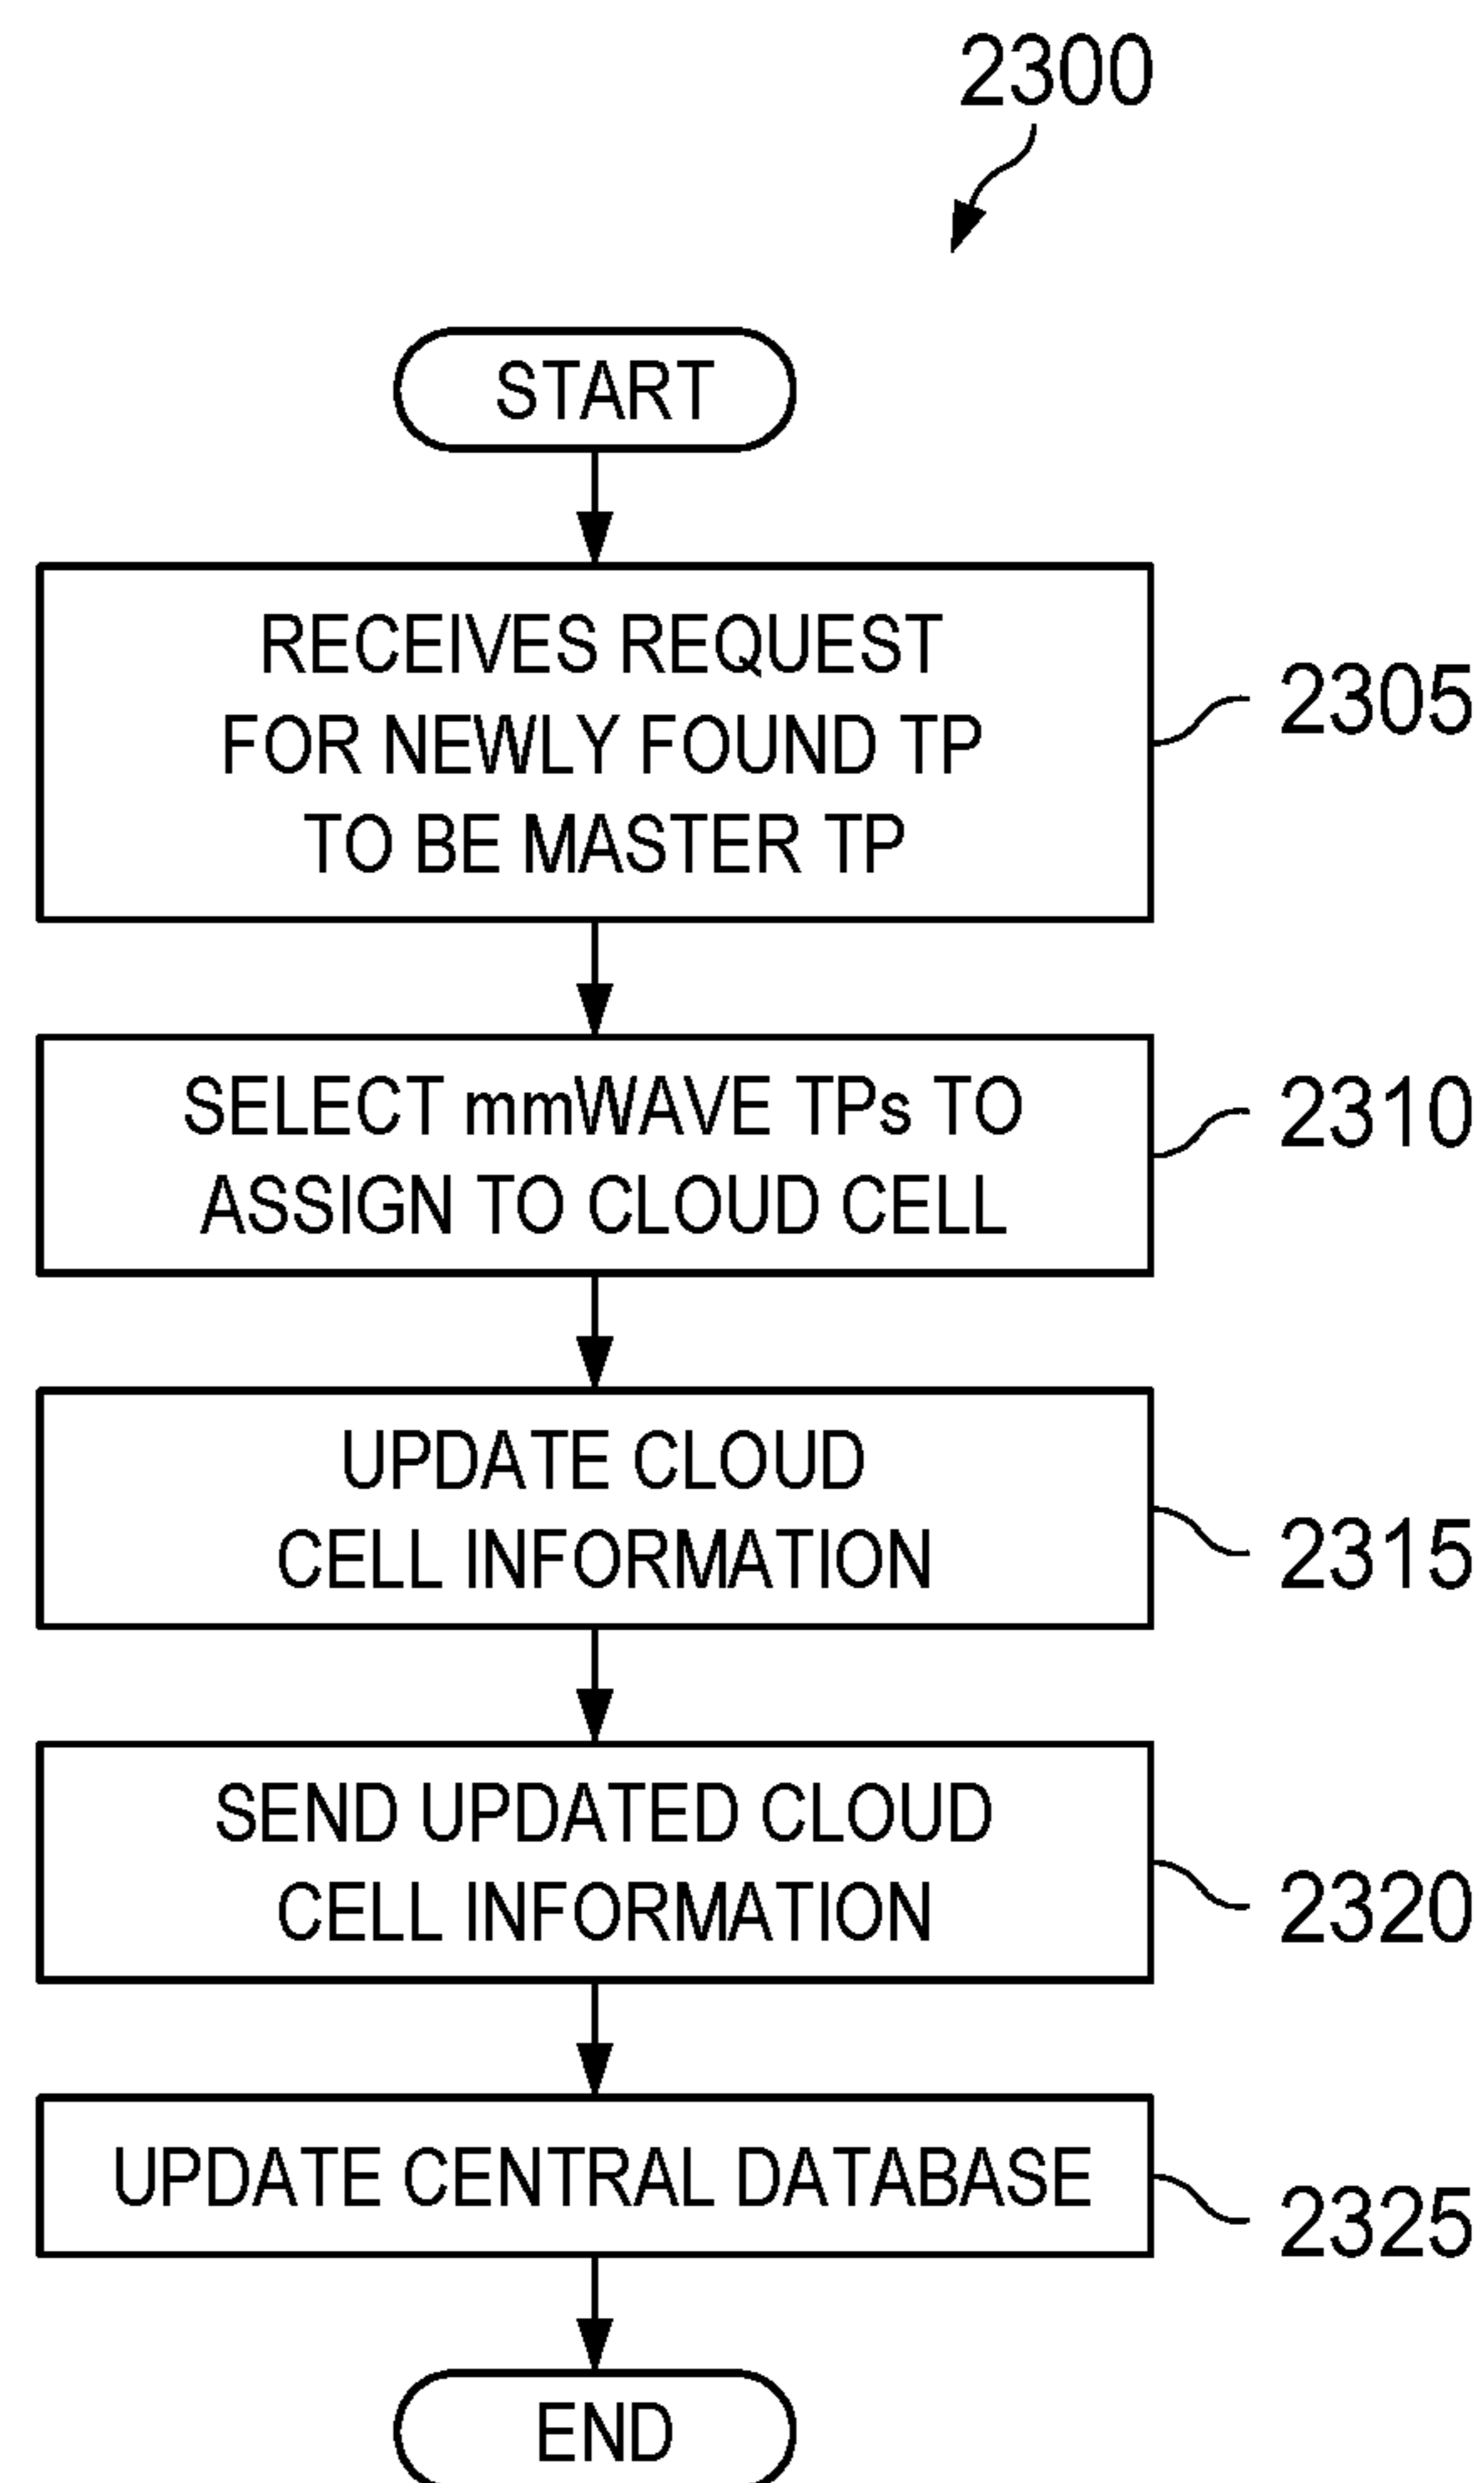 2300
START
RECEIVES REQUEST
FOR NEWLY FOUND TP
TO BE MASTER TP
2305
SELECT mmWAVE TPs TO
ASSIGN TO CLOUD CELL
2310
UPDATE CLOUD
CELL INFORMATION
2315
SEND UPDATED CLOUD
CELL INFORMATION
2320
UPDATE CENTRAL DATABASE
2325
END